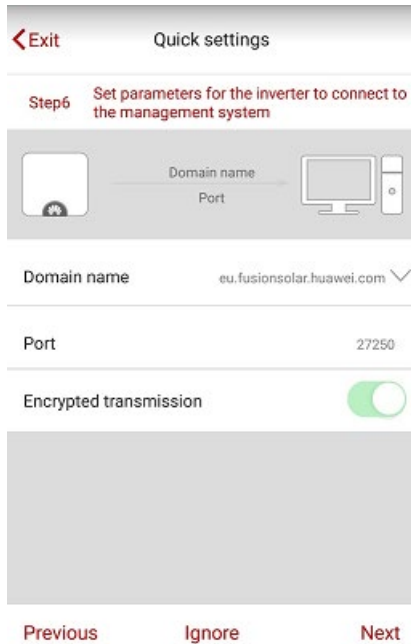 Exit
Quick settings
Step6
Set parameters for the inverter to connect to
the management system
Domain name
Port
Domain name
eu.fusionsolar.huawei.com
Port
27250
Encrypted transmission
Previous
Ignore
Next